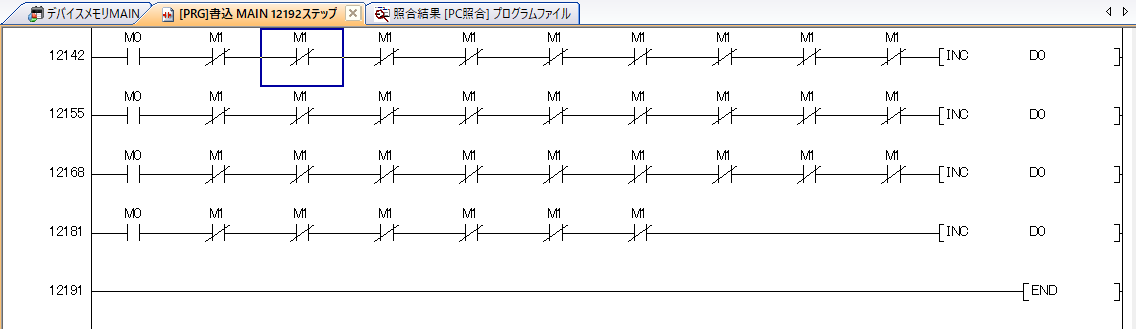 デバイスメモリMAIN [PRG]書込 MAIN 12192ステップ 照合結果 [PC照合] プログラムファイル
M0 M1 M1 M1 M1 M1 M1 M1 M1 M1
12142 [INC D0 ]
M0 M1 M1 M1 M1 M1 M1 M1 M1 M1
12155 [INC D0 ]
M0 M1 M1 M1 M1 M1 M1 M1 M1 M1
12168 [INC D0 ]
M0 M1 M1 M1 M1 M1 M1
12181 [INC D0 ]
12191 [END ]